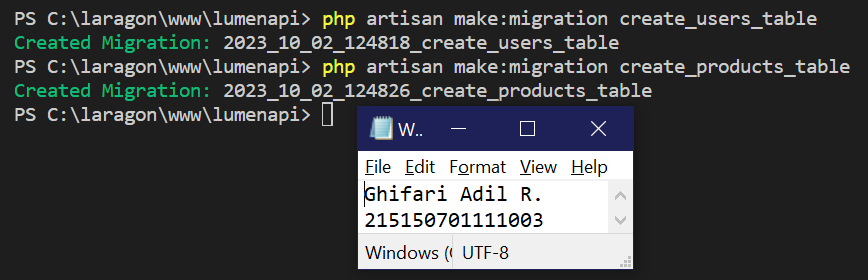 PS C:\laragon\www\lumenapi> php artisan make:migration create_users_table
Created Migration: 2023_10_02_124818_create_users_table
PS C:\laragon\www\lumenapi> php artisan make:migration create_products_table
Created Migration: 2023_10_02_124826_create_products_table
PS C:\laragon\www\lumenapi>
W..
File Edit Format View Help
Ghifari Adil R.
215150701111003
Windows (C UTF-8